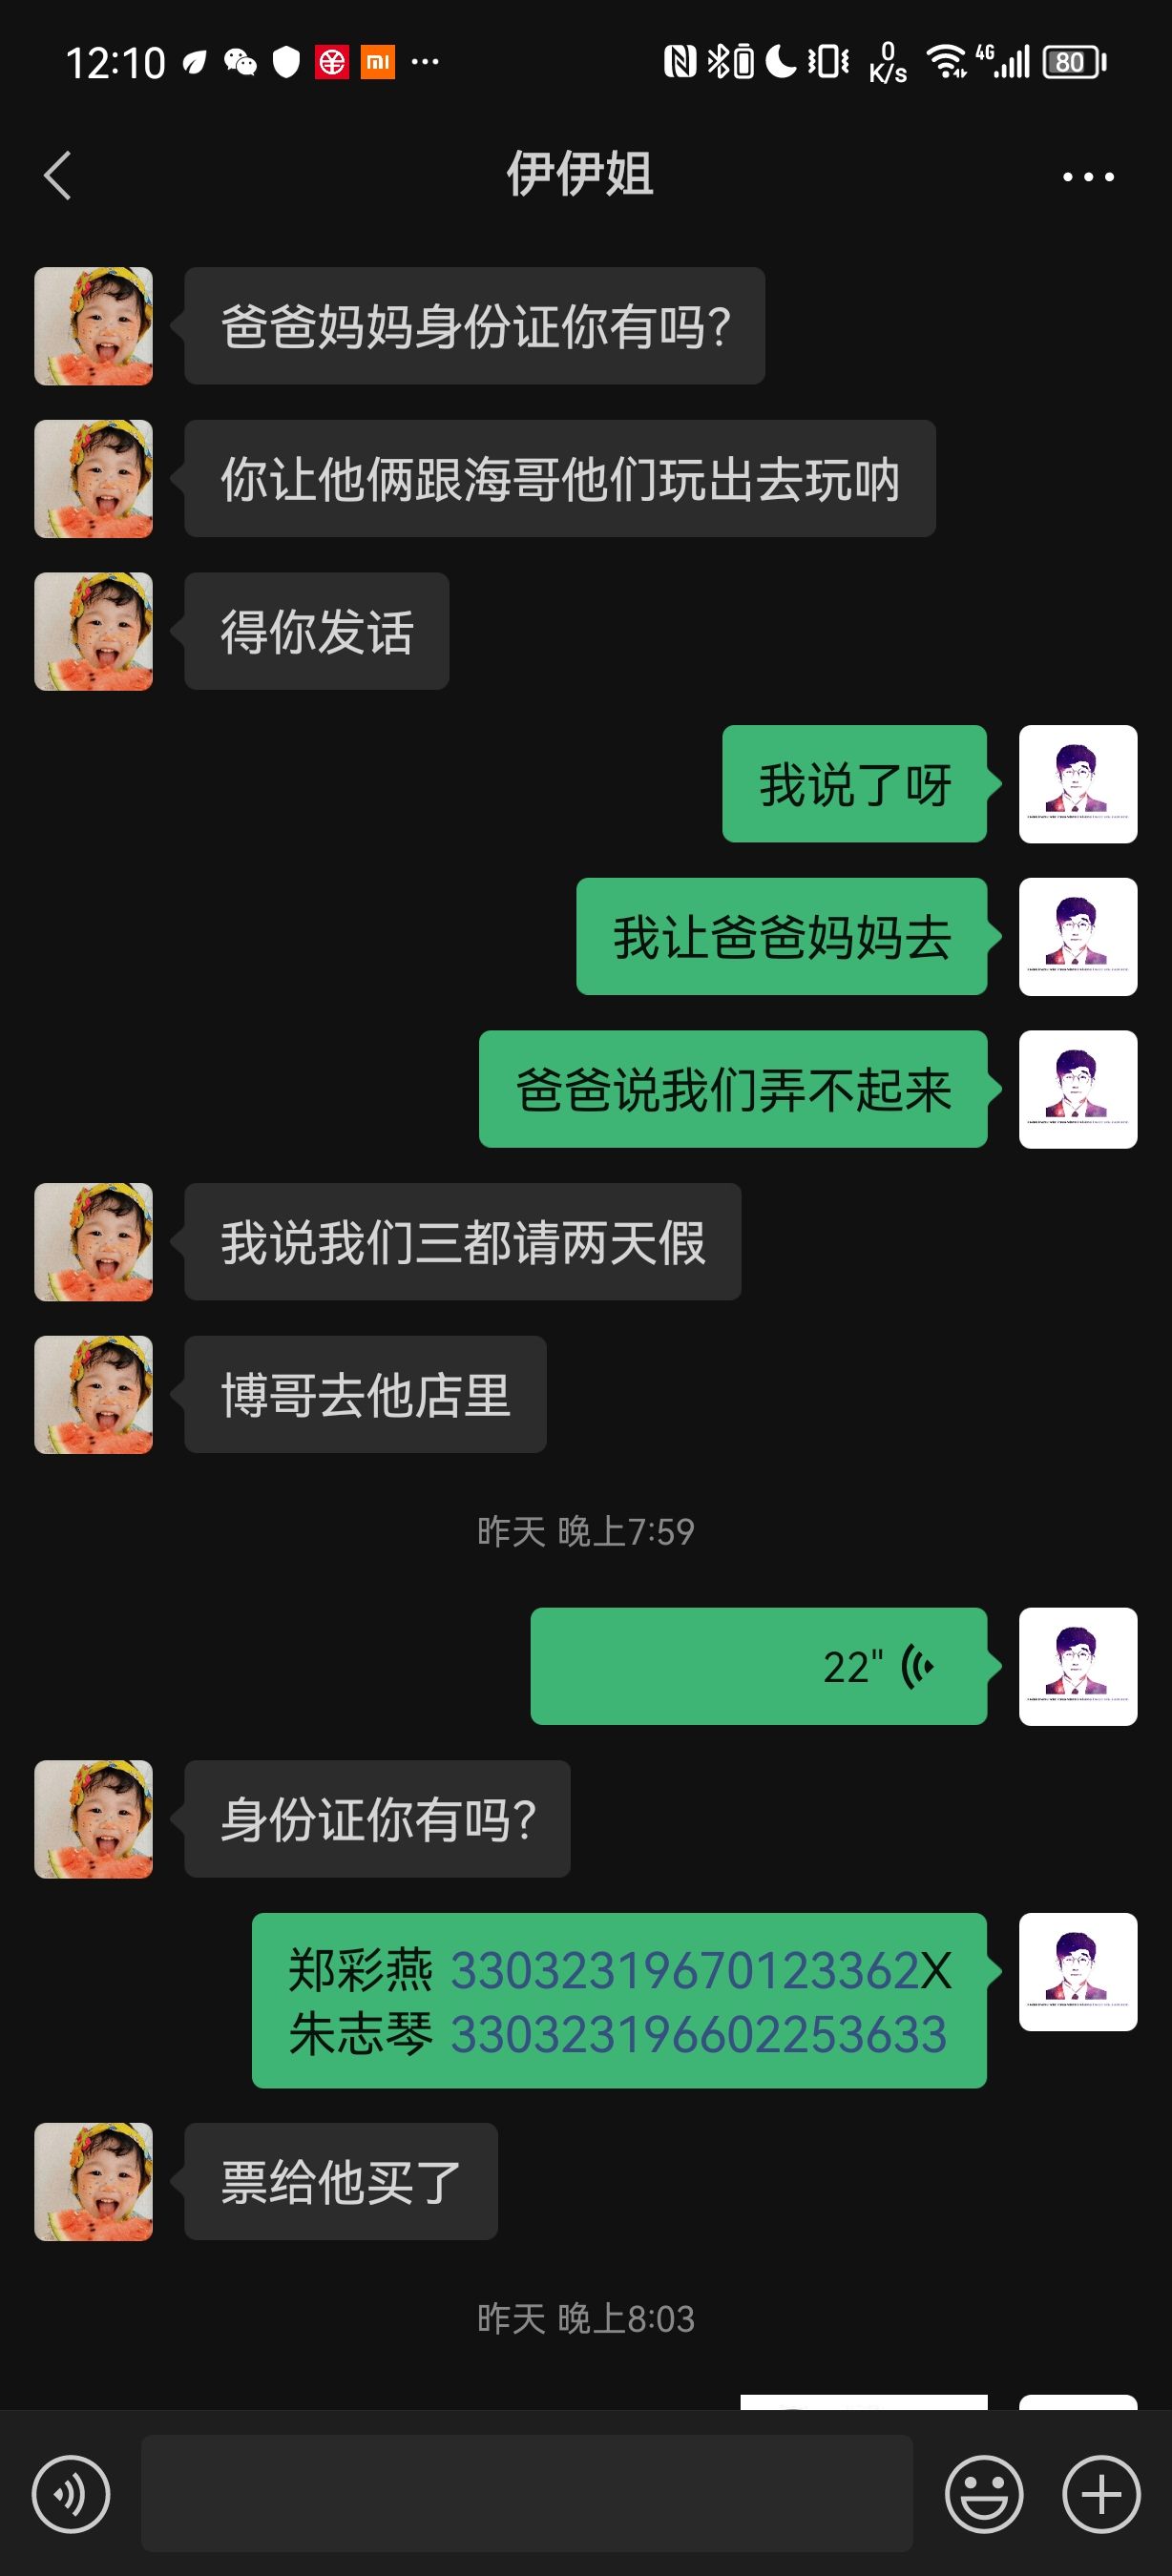 12:10
0
K/s
4G
80
伊伊姐
爸爸妈妈身份证你有吗?
你让他俩跟海哥他们玩出去玩呐
得你发话
我说了呀
我让爸爸妈妈去
爸爸说我们弄不起来
我说我们三都请两天假
博哥去他店里
昨天 晚上7:59
22"
身份证你有吗?
郑彩燕 33032319670123362X
朱志琴 330323196602253633
票给他买了
昨天 晚上8:03